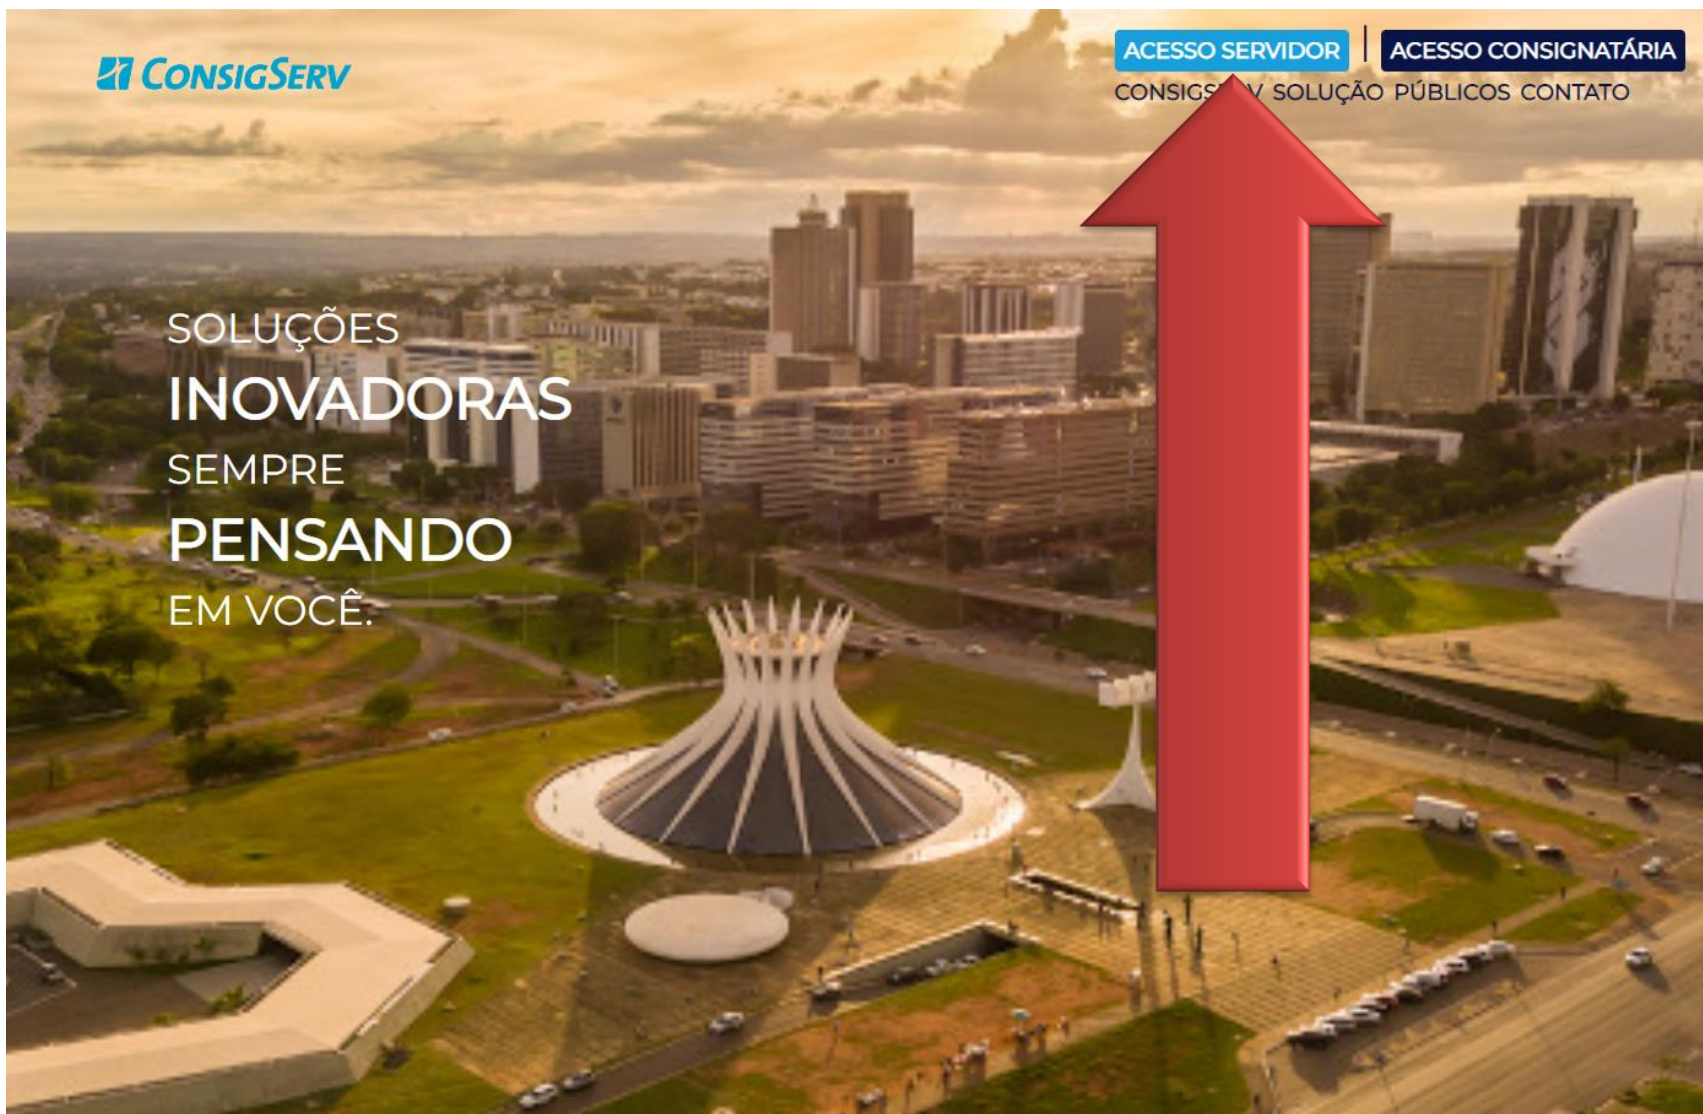 CONSIGSERV
ACESSO SERVIDOR | ACESSO CONSIGNATÁRIA
SOLUÇÃO PÚBLICOS CONTATO
SOLUÇÕES
INOVADORAS
SEMPRE
PENSANDO
EM VOCÊ.